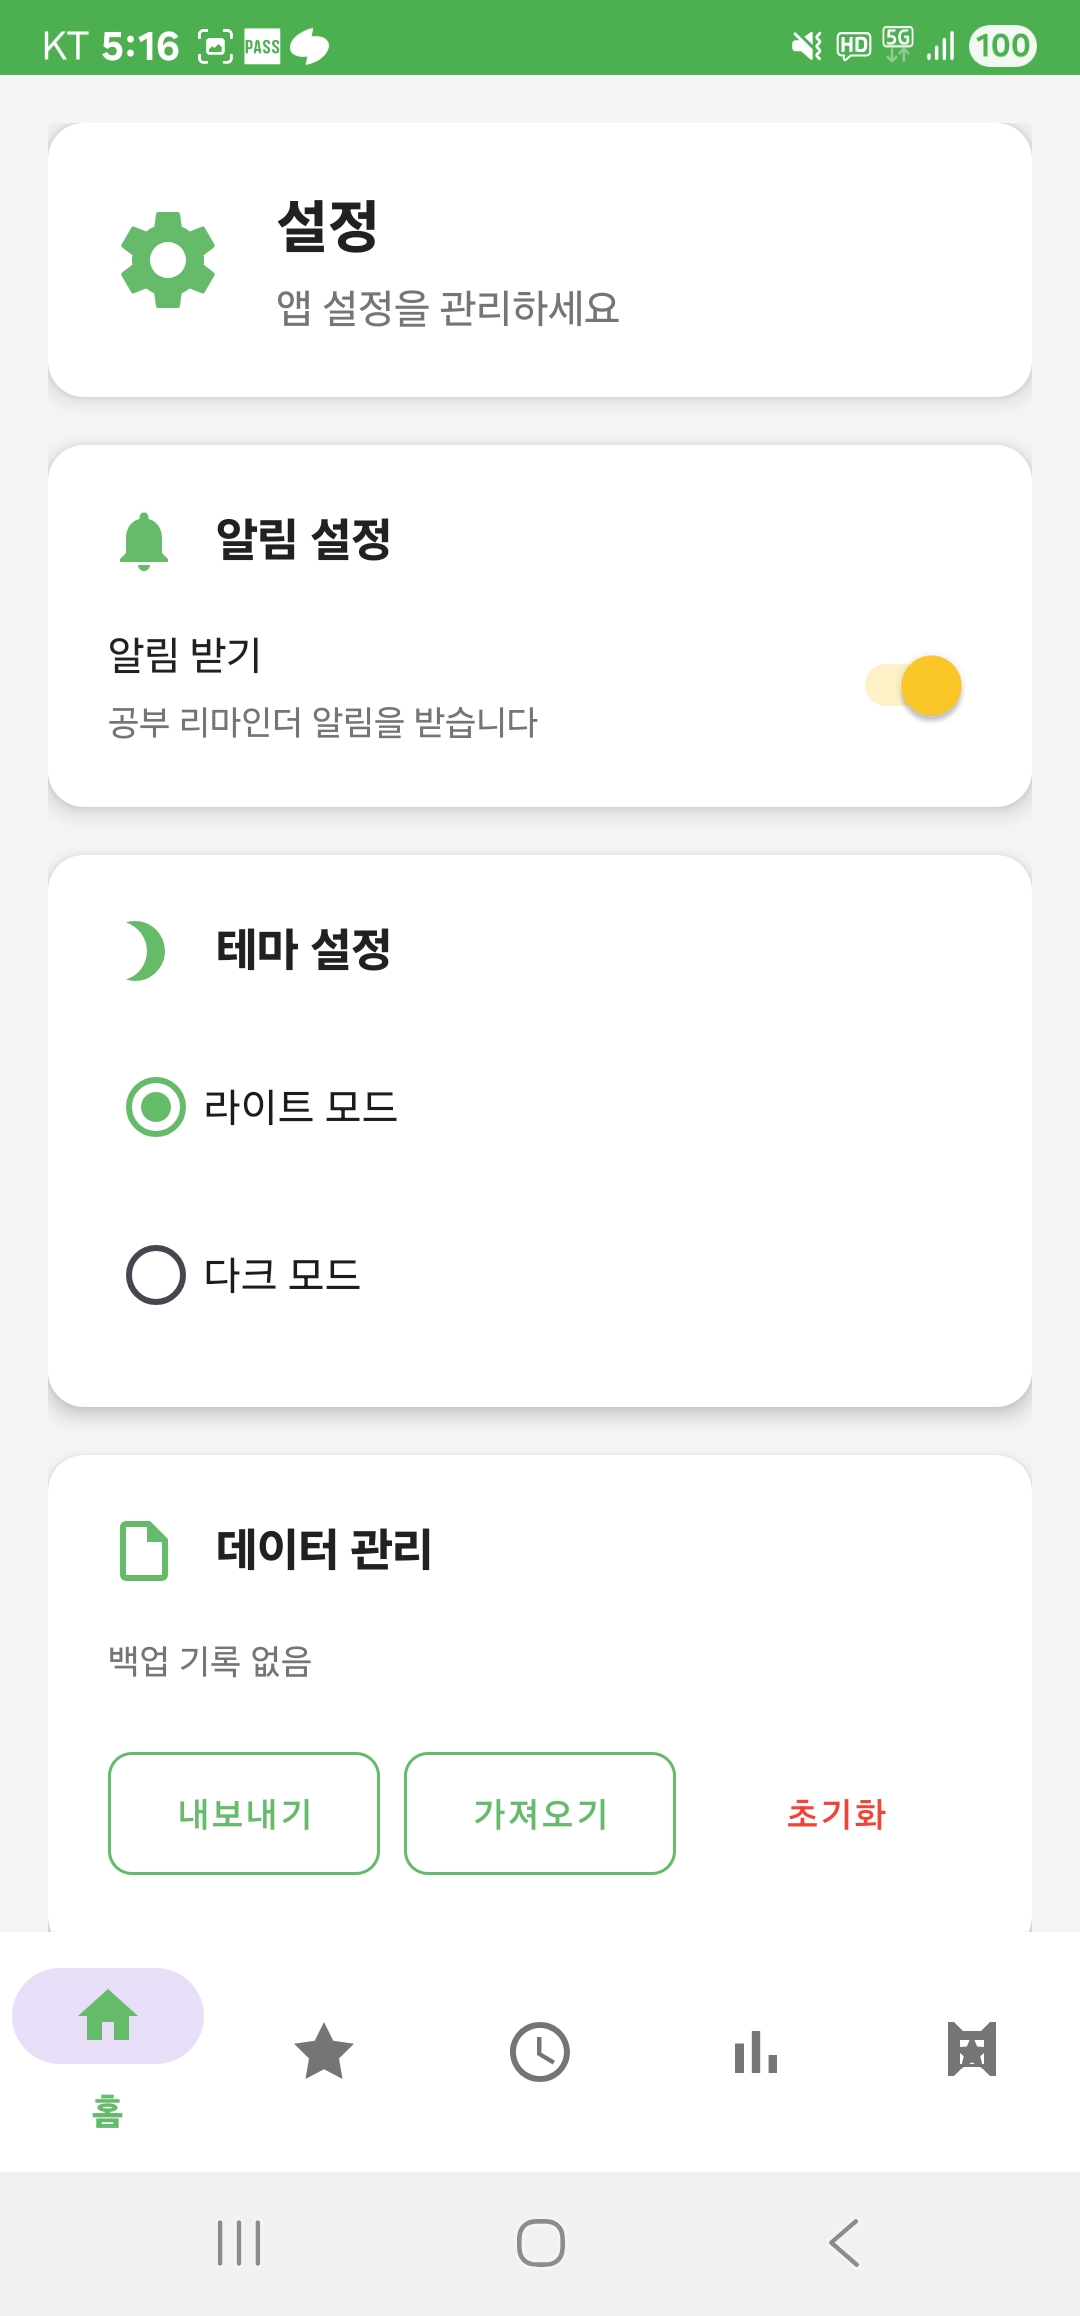 KT 5:16 PASS HD 5G 100
설정
앱 설정을 관리하세요
알림 설정
알림 받기
공부 리마인더 알림을 받습니다
테마 설정
라이트 모드
다크 모드
데이터 관리
백업 기록 없음
내보내기 가져오기 초기화
홈